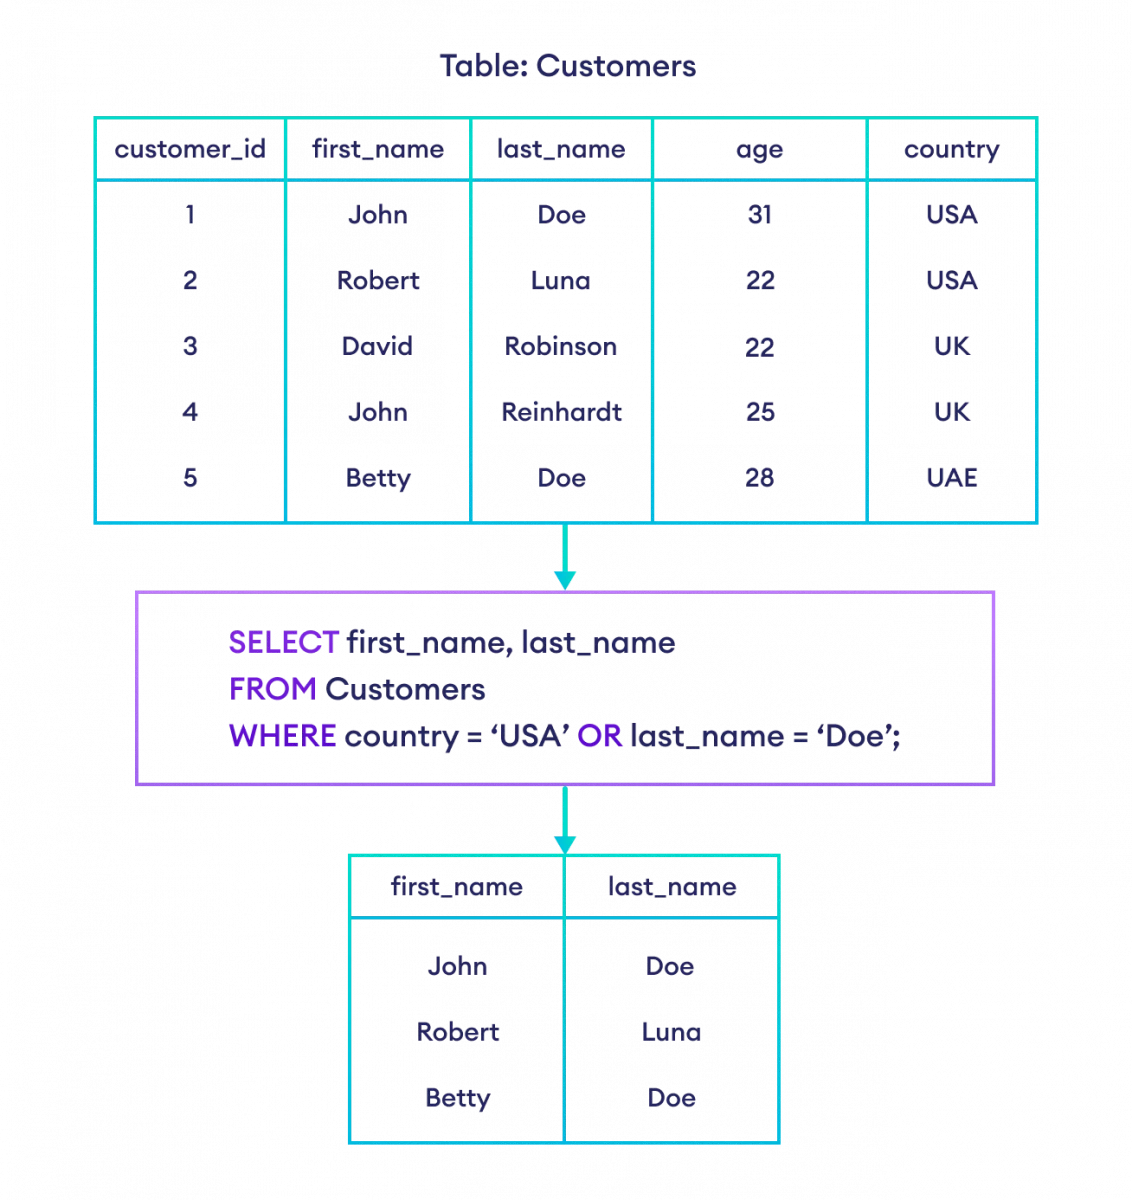 Table: Customers
customer_id first_name last_name age country
1 John Doe 31 USA
2 Robert Luna 22 USA
3 David Robinson 22 UK
4 John Reinhardt 25 UK
5 Betty Doe 28 UAE
SELECT first_name, last_name
FROM Customers
WHERE country = ‘USA’ OR last_name = ‘Doe’;
first_name last_name
John Doe
Robert Luna
Betty Doe